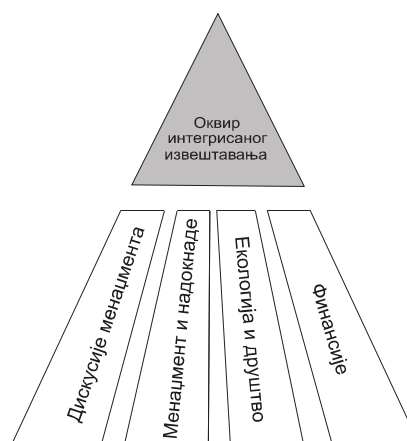 Оквир
интегрисаног
извештавања
Дискусије менаџмента
Менаџмент и надокнаде
Екологија и друштво
Финансије